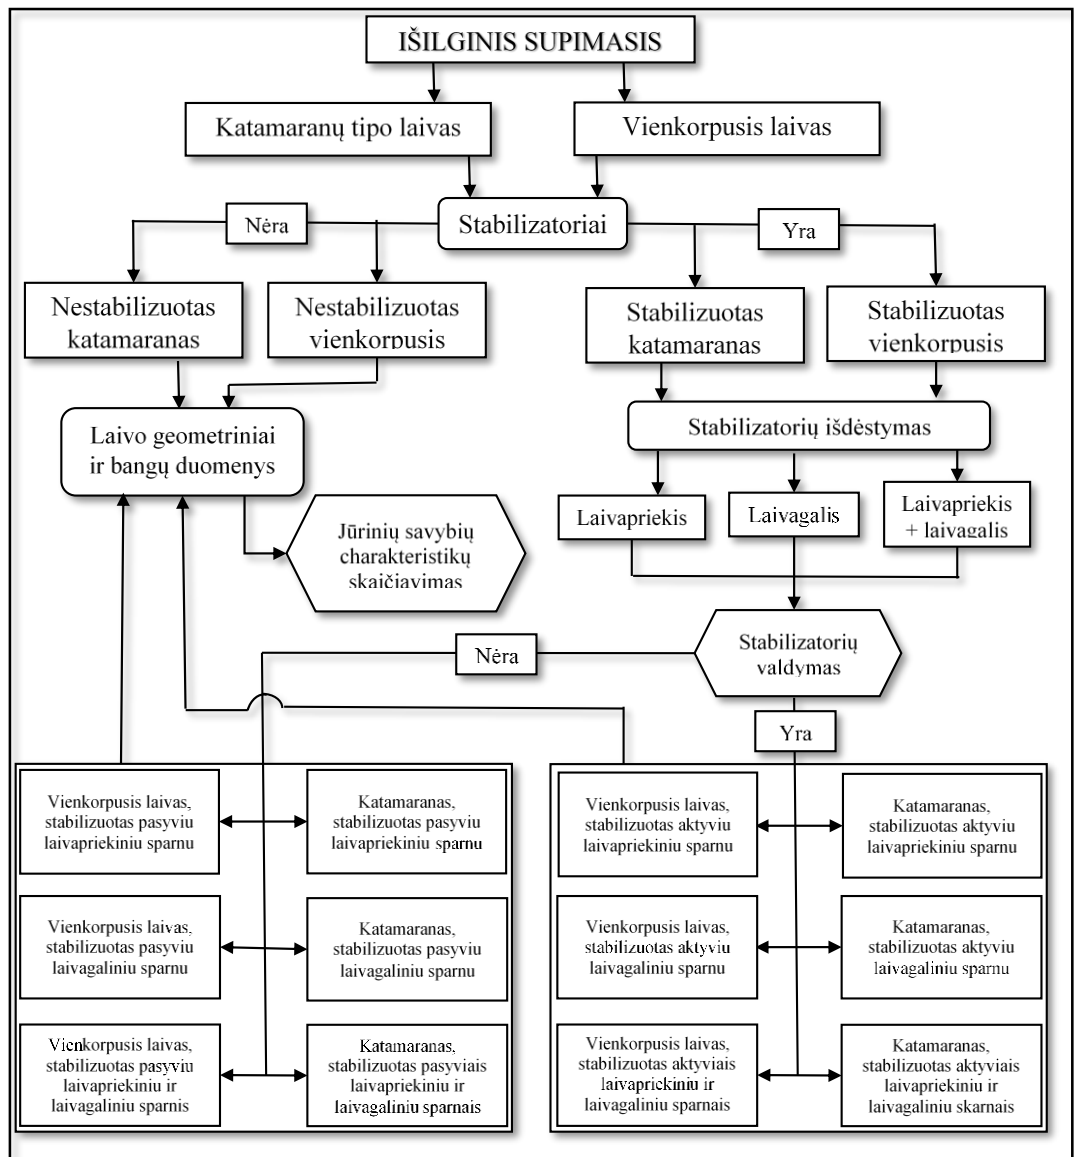 IŠILGINIS SUPIMASIS
Katamaranų tipo laivas
Vienkorpusis laivas
Stabilizatoriai
Nėra
Yra
Nestabilizuotas
katamaranas
Nestabilizuotas
vienkorpusis
Stabilizuotas
katamaranas
Stabilizuotas
vienkorpusis
Laivo geometriniai
ir bangų duomenys
Stabilizatorių išdėstymas
Laivapriekis
Laivagalis
Laivapriekis
+ laivagalis
Jūrinių savybių
charakteristikų
skaičiavimas
Stabilizatorių
valdymas
Nėra
Yra
Vienkorpusis laivas,
stabilizuotas pasyviu
laivapriekiniu sparnu
Katamaranas,
stabilizuotas pasyviu
laivapriekiniu sparnu
Vienkorpusis laivas,
stabilizuotas pasyviu
laivagaliniu sparnu
Katamaranas,
stabilizuotas pasyviu
laivagaliniu sparnu
Vienkorpusis laivas,
stabilizuotas pasyviu
laivapriekiniu ir
laivagaliniu sparnis
Katamaranas,
stabilizuotas pasyviais
laivapriekiniu ir
laivagaliniu sparnais
Vienkorpusis laivas,
stabilizuotas aktyviu
laivapriekiniu sparnu
Katamaranas,
stabilizuotas aktyviu
laivapriekiniu sparnu
Vienkorpusis laivas,
stabilizuotas aktyviu
laivagaliniu sparnu
Katamaranas,
stabilizuotas aktyviu
laivagaliniu sparnu
Vienkorpusis laivas,
stabilizuotas aktyviais
laivapriekiniu ir
laivagaliniu sparnais
Katamaranas,
stabilizuotas aktyviais
laivapriekiniu ir
laivagaliniu skarnais